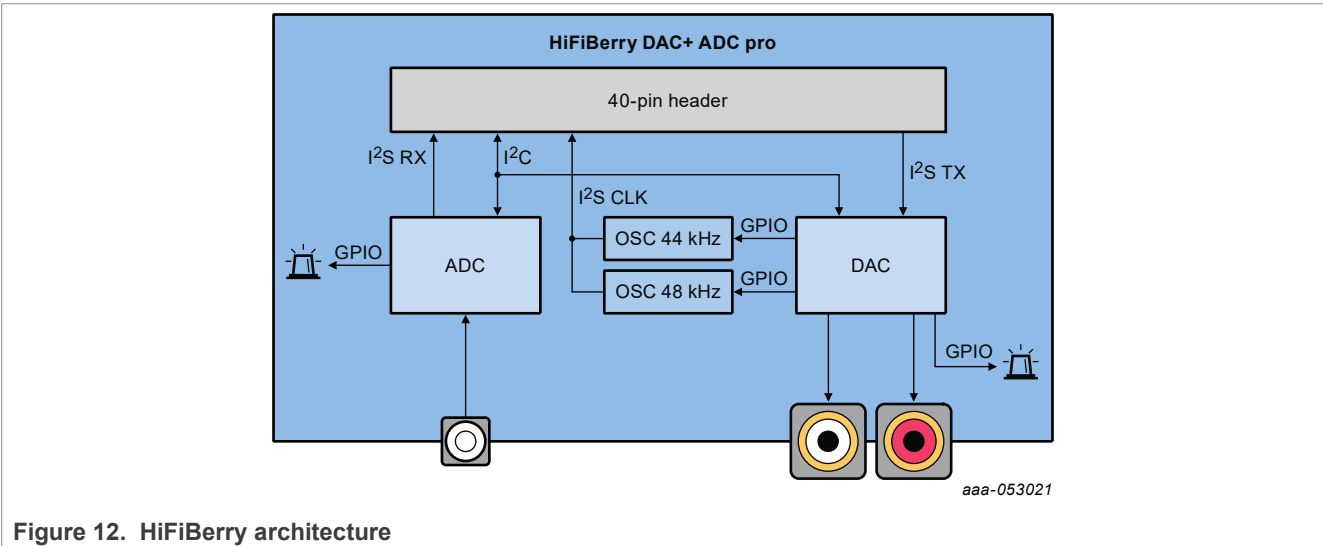 HiFiBerry DAC+ ADC pro
40-pin header
I2S RX
I2C
I2S TX
I2S CLK
GPIO
ADC
OSC 44 kHz
GPIO
DAC
OSC 48 kHz
GPIO
GPIO
aaa-053021
Figure 12. HiFiBerry architecture